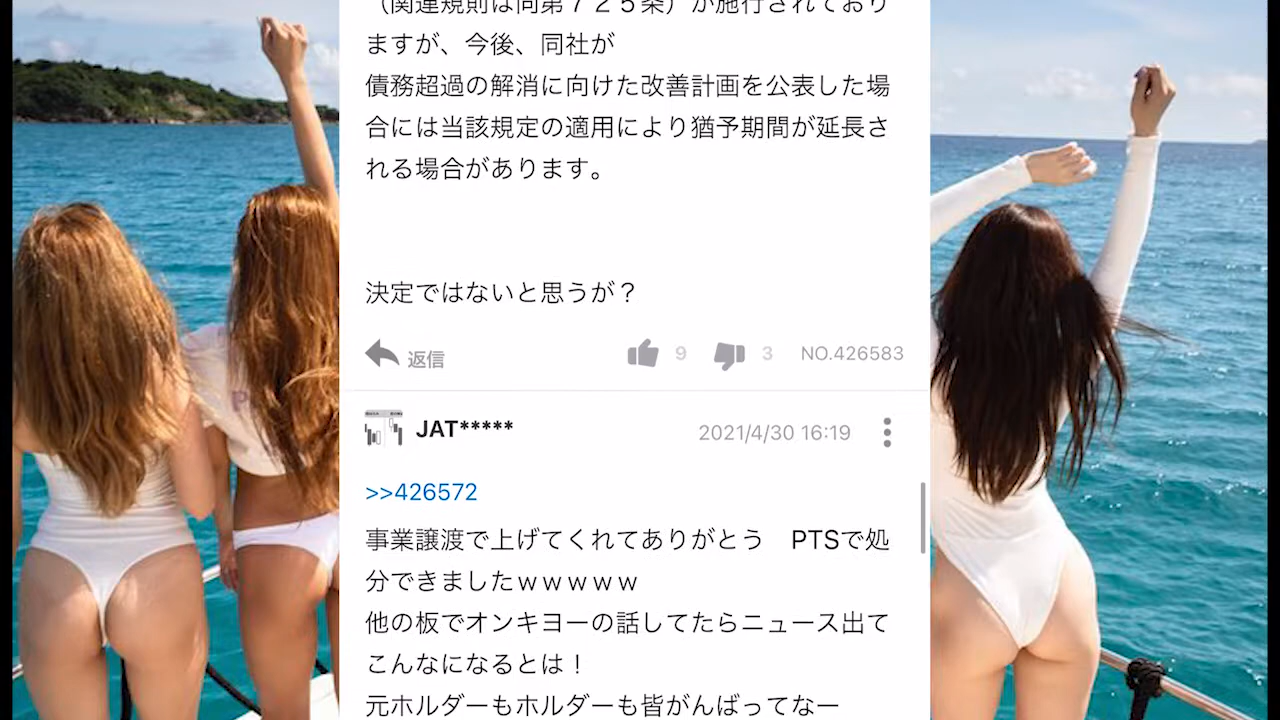 （関連規則は同第７２５条）が施行されており
ますが、今後、同社が
債務超過の解消に向けた改善計画を公表した場
合には当該規定の適用により猶予期間が延長さ
れる場合があります。
決定ではないと思うが？
返信
9
3
NO.426583
JAT*****
2021/4/30 16:19
>>426572
事業譲渡で上げてくれてありがとう　PTSで処
分できましたｗｗｗｗｗ
他の板でオンキヨーの話してたらニュース出て
こんなになるとは！
元ホルダーもホルダーも皆がんばってなー